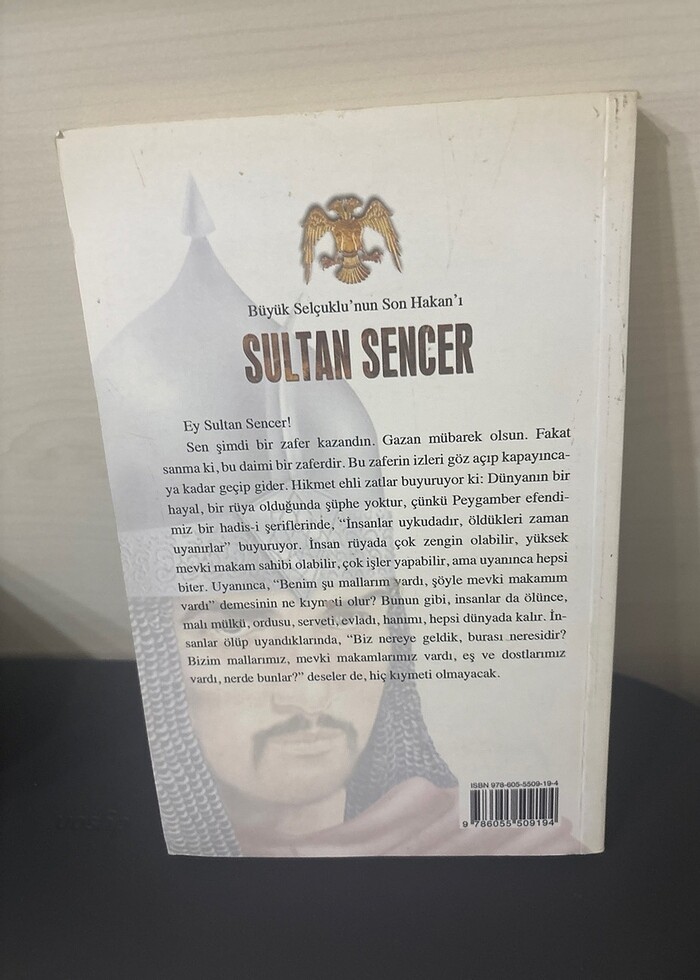 Büyük Selçuklu'nun Son Hakan'ı
SULTAN SENCER
Ey Sultan Sencer!
Sen şimdi bir zafer kazandın. Gazan mübarek olsun. Fakat
sanma ki, bu daimi bir zaferdir. Bu zaferin izleri göz açıp kapayınca-
ya kadar geçip gider. Hikmet ehli zatlar buyuruyor ki: Dünyanın bir
hayal, bir rüya olduğunda şüphe yoktur, çünkü Peygamber efendi-
miz bir hadis-i şeriflerinde, “İnsanlar uykudadır, öldükleri zaman
uyanırlar” buyuruyor. İnsan rüyada çok zengin olabilir, yüksek
mevki makam sahibi olabilir, çok işler yapabilir, ama uyanınca hepsi
biter. Uyanınca, “Benim şu mallarım vardı, şöyle mevki makamım
vardı” demesinin ne kıymeti olur? Bunun gibi, insanlar da ölünce,
malı mülkü, ordusu, serveti, evladı, hanımı, hepsi dünyada kalır. İn-
sanlar ölüp uyandıklarında, “Biz nereye geldik, burası neresidir?
Bizim mallarımız, mevki makamlarımız vardı, eş ve dostlarımız
vardı, nerde bunlar?” deseler de, hiç kıymeti olmayacak.
ISBN 978-605-5509-19-4
9 786055 509194